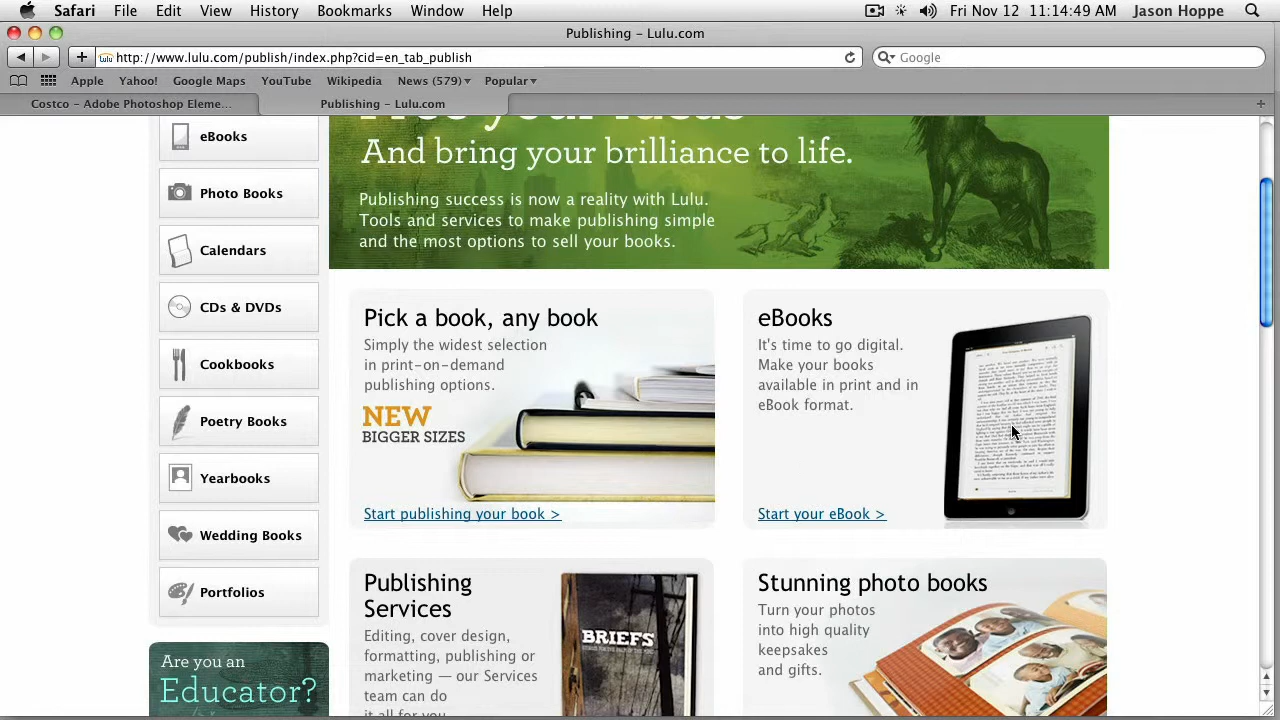 Safari File Edit View History Bookmarks Window Help Fri Nov 12 11:14:49 AM Jason Hoppe
Publishing – Lulu.com
http://www.lulu.com/publish/index.php?cid=en_tab_publish
Google
Apple Yahoo! Google Maps YouTube Wikipedia News (579) Popular
Costco – Adobe Photoshop Eleme...
Publishing – Lulu.com
eBooks
Photo Books
Calendars
CDs & DVDs
Cookbooks
Poetry Books
Yearbooks
Wedding Books
Portfolios
Are you an
Educator?
And bring your brilliance to life.
Publishing success is now a reality with Lulu.
Tools and services to make publishing simple
and the most options to sell your books.
Pick a book, any book
Simply the widest selection
in print-on-demand
publishing options.
NEW
BIGGER SIZES
Start publishing your book >
eBooks
It's time to go digital.
Make your books
available in print and in
eBook format.
Start your eBook >
Publishing
Services
Editing, cover design,
formatting, publishing or
marketing — our Services
team can do
it all for you
BRIEFS
Stunning photo books
Turn your photos
into high quality
keepsakes
and gifts.